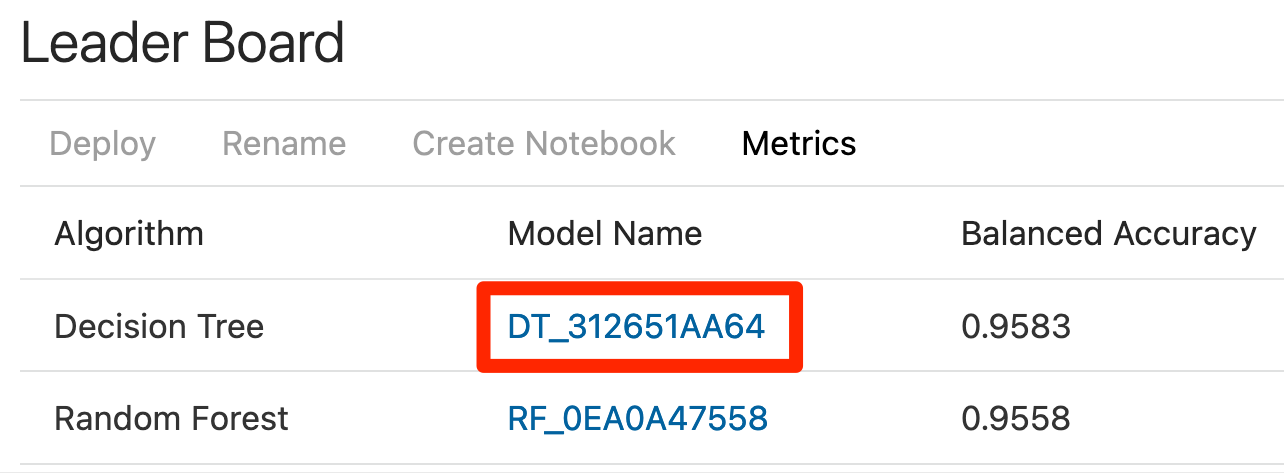 Leader Board
Deploy Rename Create Notebook Metrics
Algorithm Model Name Balanced Accuracy
Decision Tree DT_312651AA64 0.9583
Random Forest RF_0EA0A47558 0.9558